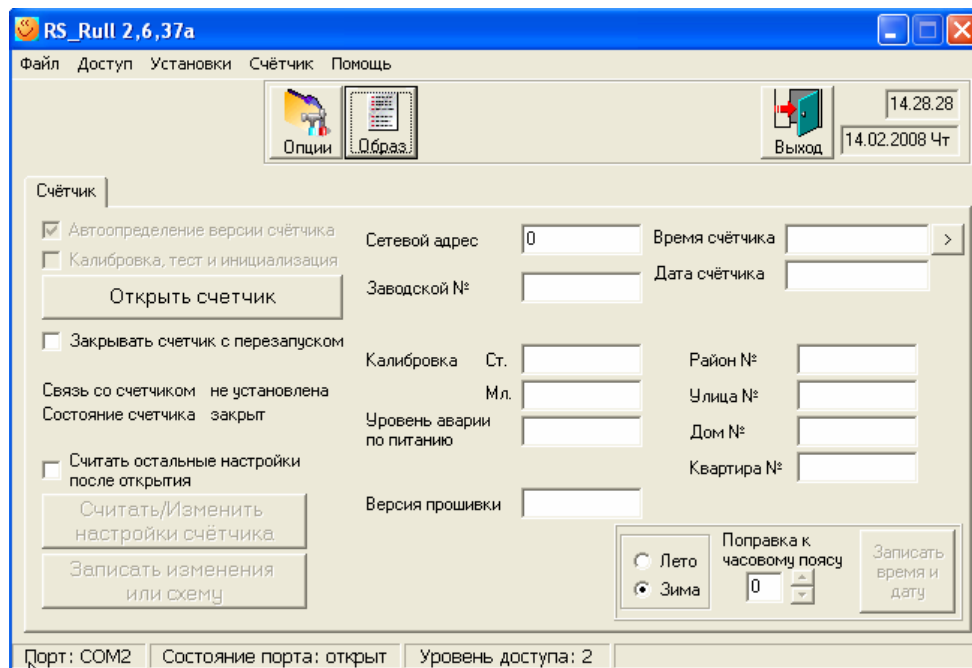 RS_Rull 2,6,37a
Файл Доступ Установки Счётчик Помощь
Опции
Образ
Выход
14.28.28
14.02.2008 Чт
Счётчик
Автоопределение версии счётчика
Калибровка, тест и инициализация
Открыть счетчик
Закрывать счетчик с перезапуском
Связь со счетчиком не установлена
Состояние счетчика закрыт
Считать остальные настройки
после открытия
Считать/Изменить
настройки счётчика
Записать изменения
или схему
Сетевой адрес 0
Заводской №
Калибровка Ст.
Мл.
Уровень аварии
по питанию
Версия прошивки
Время счётчика >
Дата счётчика
Район №
Улица №
Дом №
Квартира №
Лето
Зима
Поправка к
часовому поясу
0
Записать
время и
дату
Порт: COM2 Состояние порта: открыт Уровень доступа: 2